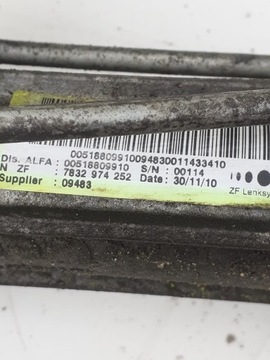 00518809910094830011433410
Dis. ALFA : 00518809910 S/N : 00114
N ZF : 7832 974 252 Date : 30/11/10
Supplier : 09483
ZF Lenksy